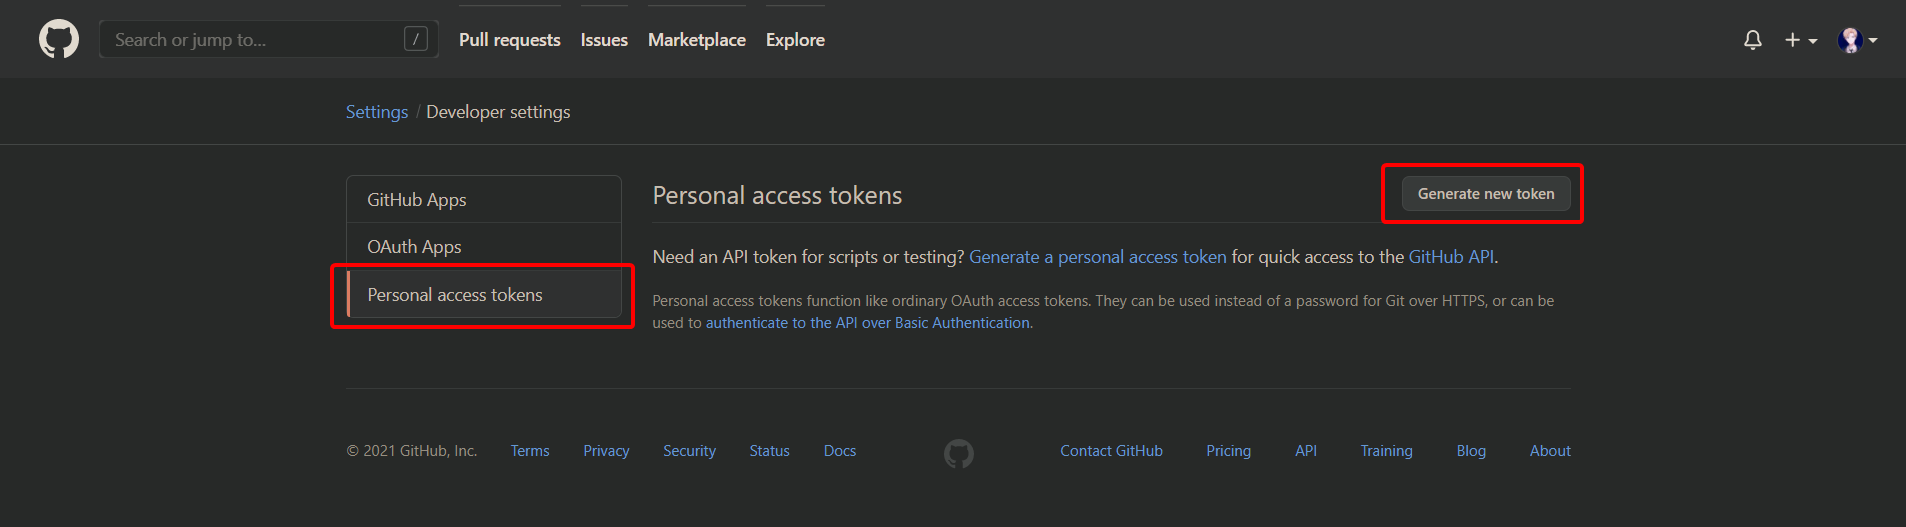 Search or jump to... /
Pull requests Issues Marketplace Explore
Settings / Developer settings
GitHub Apps
OAuth Apps
Personal access tokens
Personal access tokens
Generate new token
Need an API token for scripts or testing? Generate a personal access token for quick access to the GitHub API.
Personal access tokens function like ordinary OAuth access tokens. They can be used instead of a password for Git over HTTPS, or can be
used to authenticate to the API over Basic Authentication.
© 2021 GitHub, Inc. Terms Privacy Security Status Docs Contact GitHub Pricing API Training Blog About